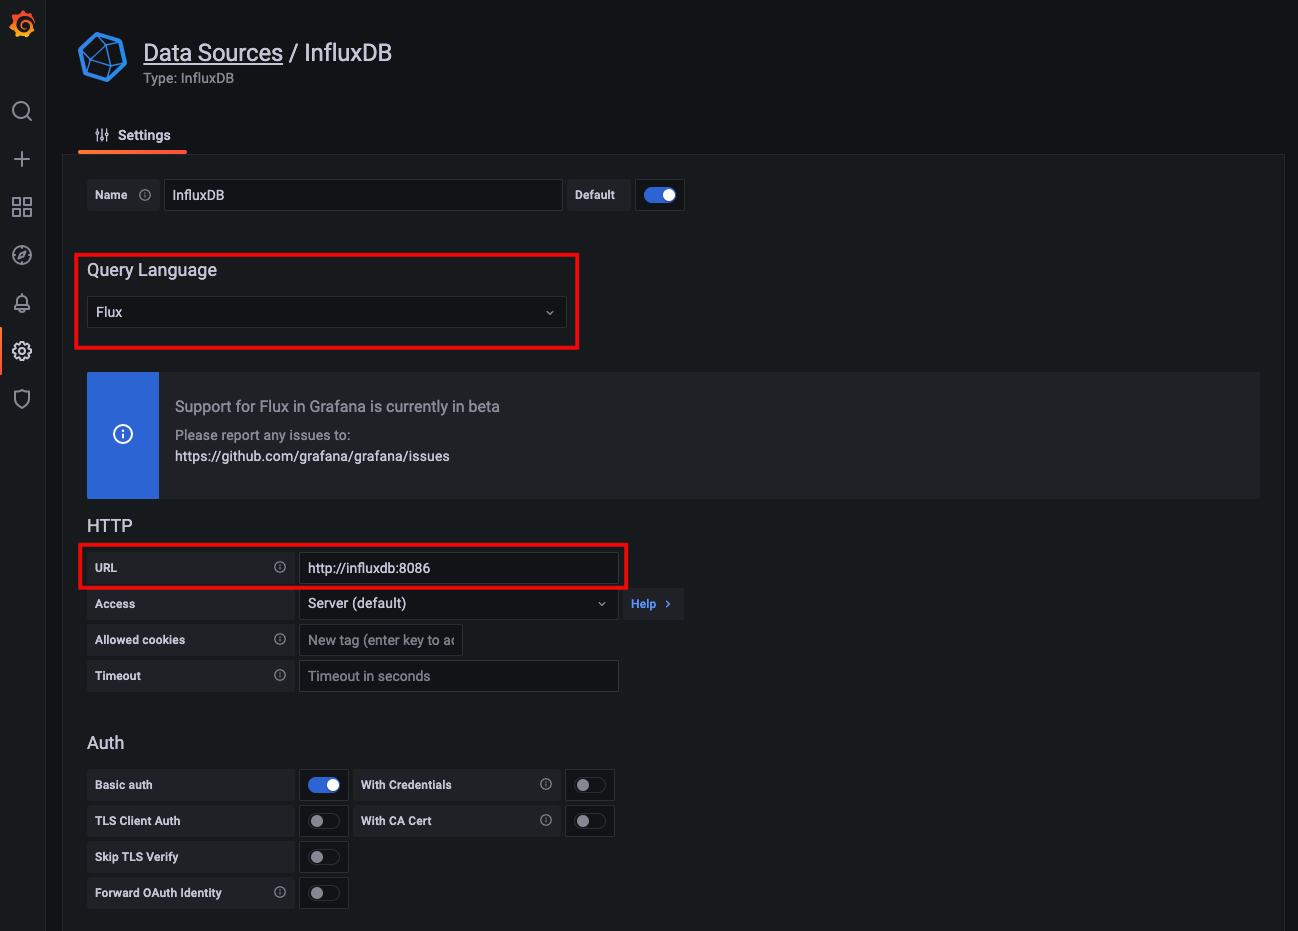 Data Sources / InfluxDB
Type: InfluxDB
Settings
Name InfluxDB Default
Query Language
Flux
Support for Flux in Grafana is currently in beta
Please report any issues to:
https://github.com/grafana/grafana/issues
HTTP
URL http://influxdb:8086
Access Server (default) Help
Allowed cookies New tag (enter key to ac
Timeout Timeout in seconds
Auth
Basic auth With Credentials
TLS Client Auth With CA Cert
Skip TLS Verify
Forward OAuth Identity